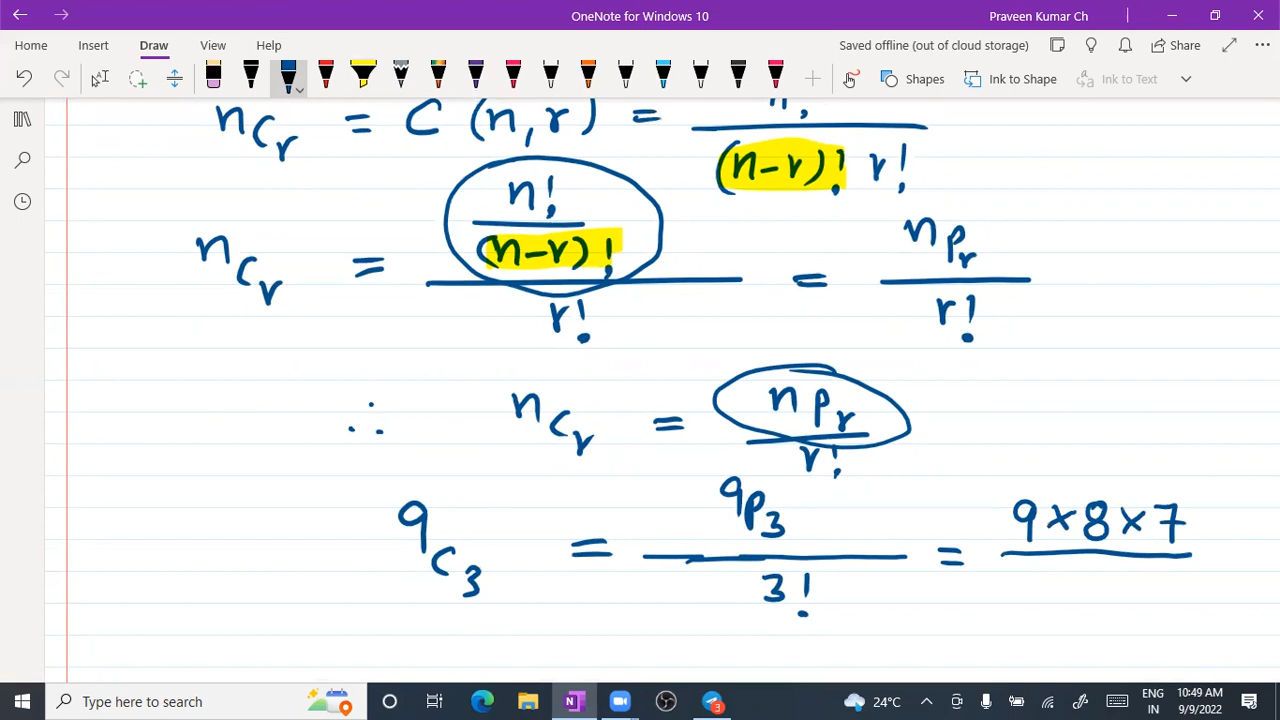 OneNote for Windows 10
Praveen Kumar Ch
Home Insert Draw View Help
Saved offline (out of cloud storage)
Share
Shapes
Ink to Shape
Ink to Text
nCr = C (n, r) = n! / (n-r)! r!
nCr = n! / (n-r)! / r! = nPr / r!
∴ nCr = nPr / r!
9C3 = 9P3 / 3! = 9×8×7
Type here to search
3
24°C
ENG
IN
10:49 AM
9/9/2022